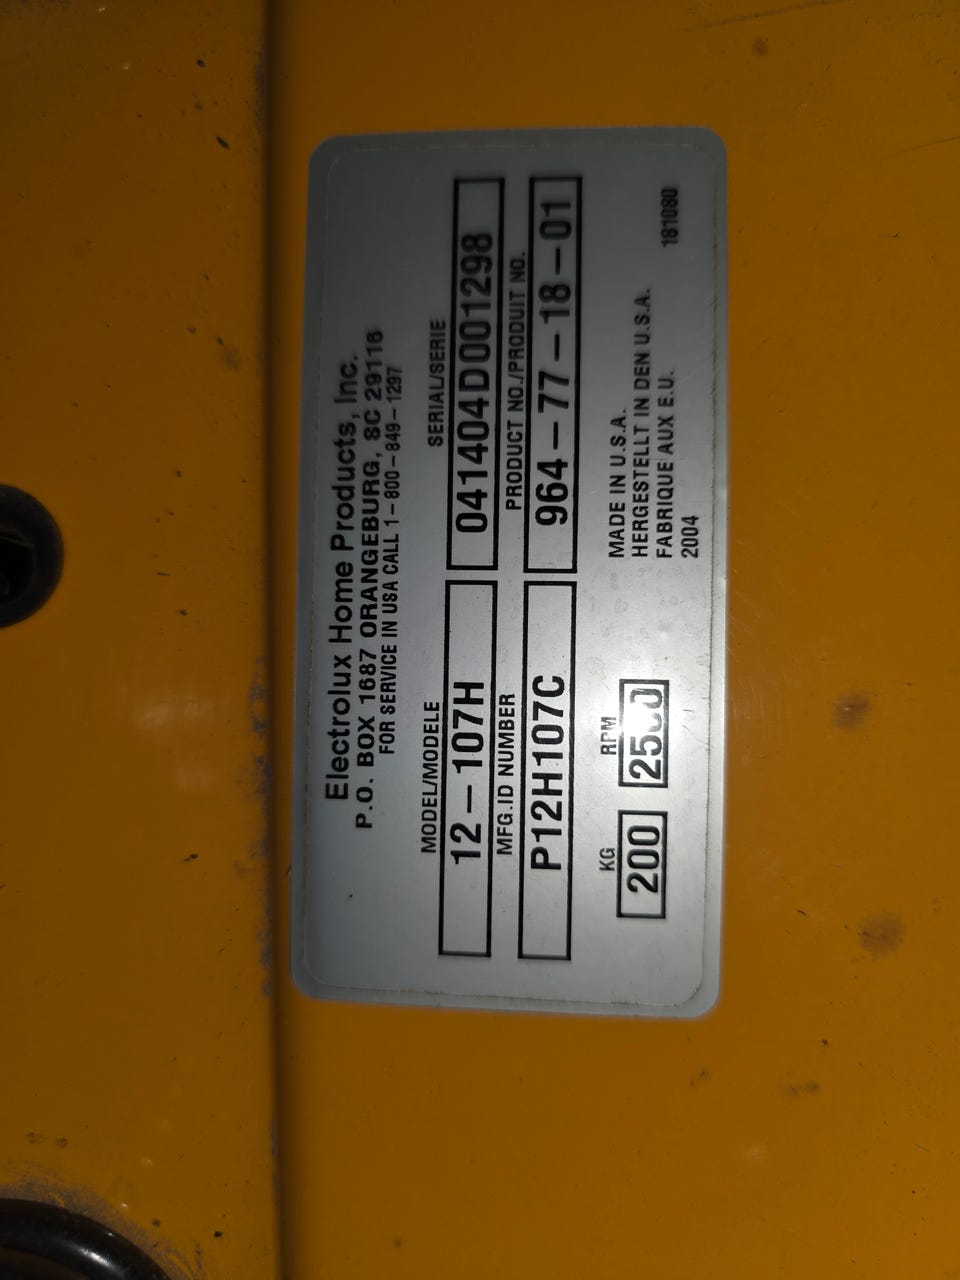 Electrolux Home Products, Inc.
P.O. BOX 1687 ORANGEBURG, SC 29116
FOR SERVICE IN USA CALL 1-800-849-1297
MODEL/MODELE SERIAL/SERIE
12-107H 041404D001298
MFG.ID NUMBER PRODUCT NO./PRODUIT NO.
P12H107C 964-77-18-01
KG RPM
200 2500
MADE IN U.S.A.
HERGESTELLT IN DEN U.S.A.
FABRIQUE AUX E.U.
2004 181080